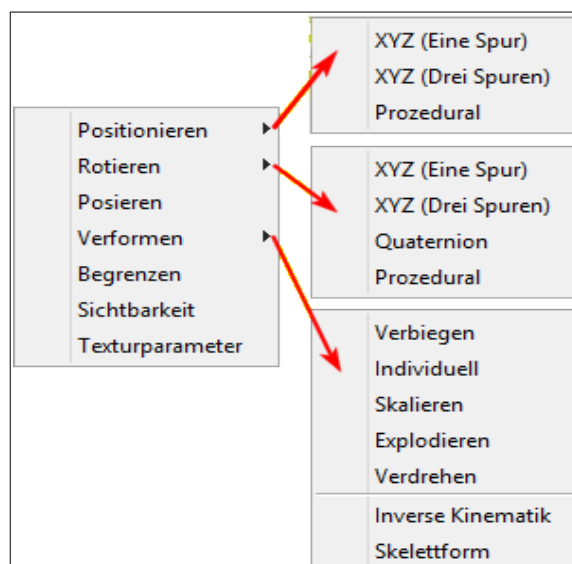 Positionieren
Rotieren
Posieren
Verformen
Begrenzen
Sichtbarkeit
Texturparameter
XYZ (Eine Spur)
XYZ (Drei Spuren)
Prozedural
XYZ (Eine Spur)
XYZ (Drei Spuren)
Quaternion
Prozedural
Verbiegen
Individuell
Skalieren
Explodieren
Verdrehen
Inverse Kinematik
Skelettform